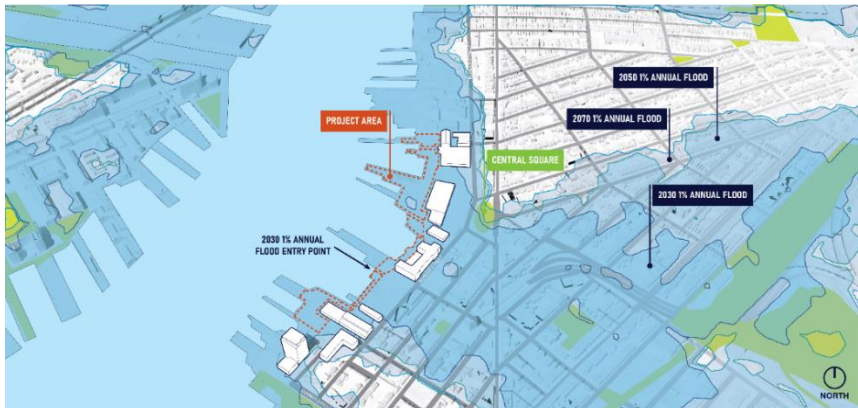 2050 1% ANNUAL FLOOD
PROJECT AREA
2070 1% ANNUAL FLOOD
CENTRAL SQUARE
2030 1% ANNUAL FLOOD
2030 1% ANNUAL
FLOOD ENTRY POINT
NORTH